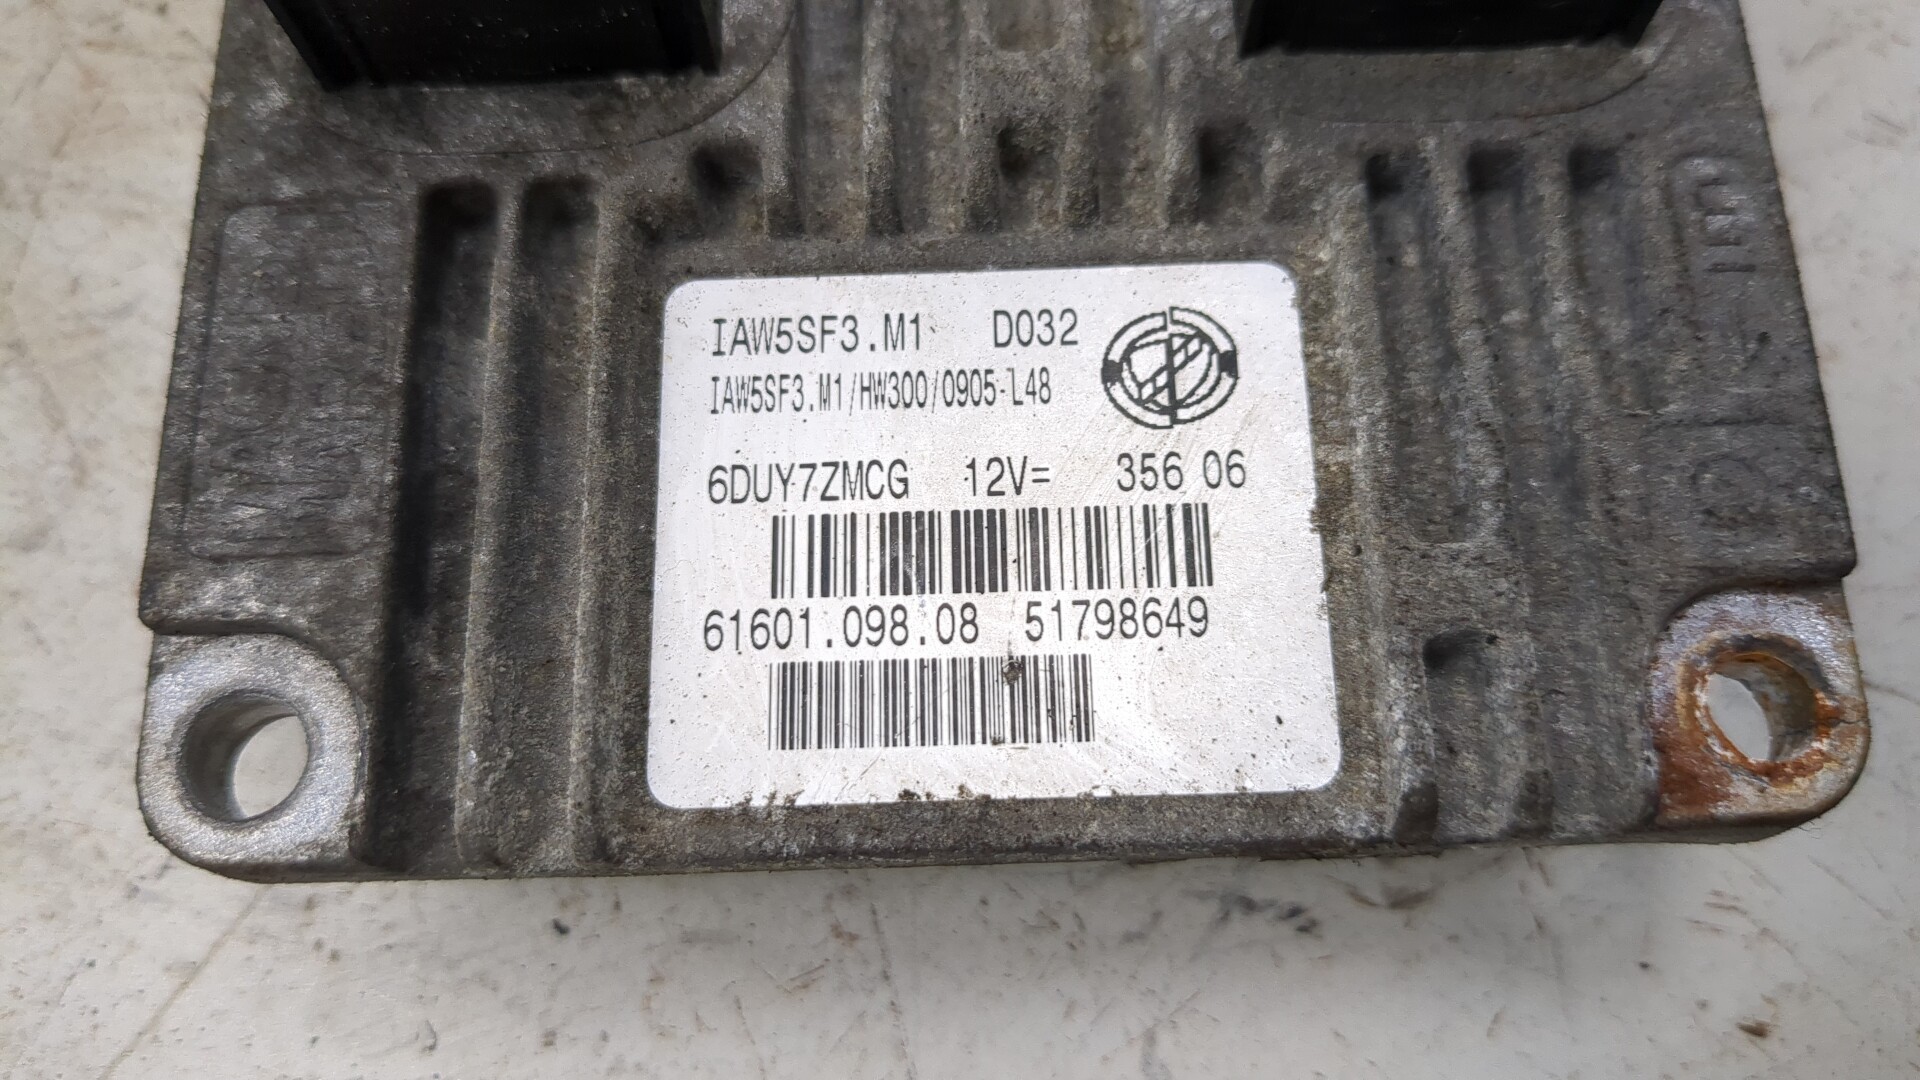 IAW5SF3.M1 D032
IAW5SF3.M1/HW300/0905-L48
6DUY7ZMCG 12V= 356 06
61601.098.08 51798649